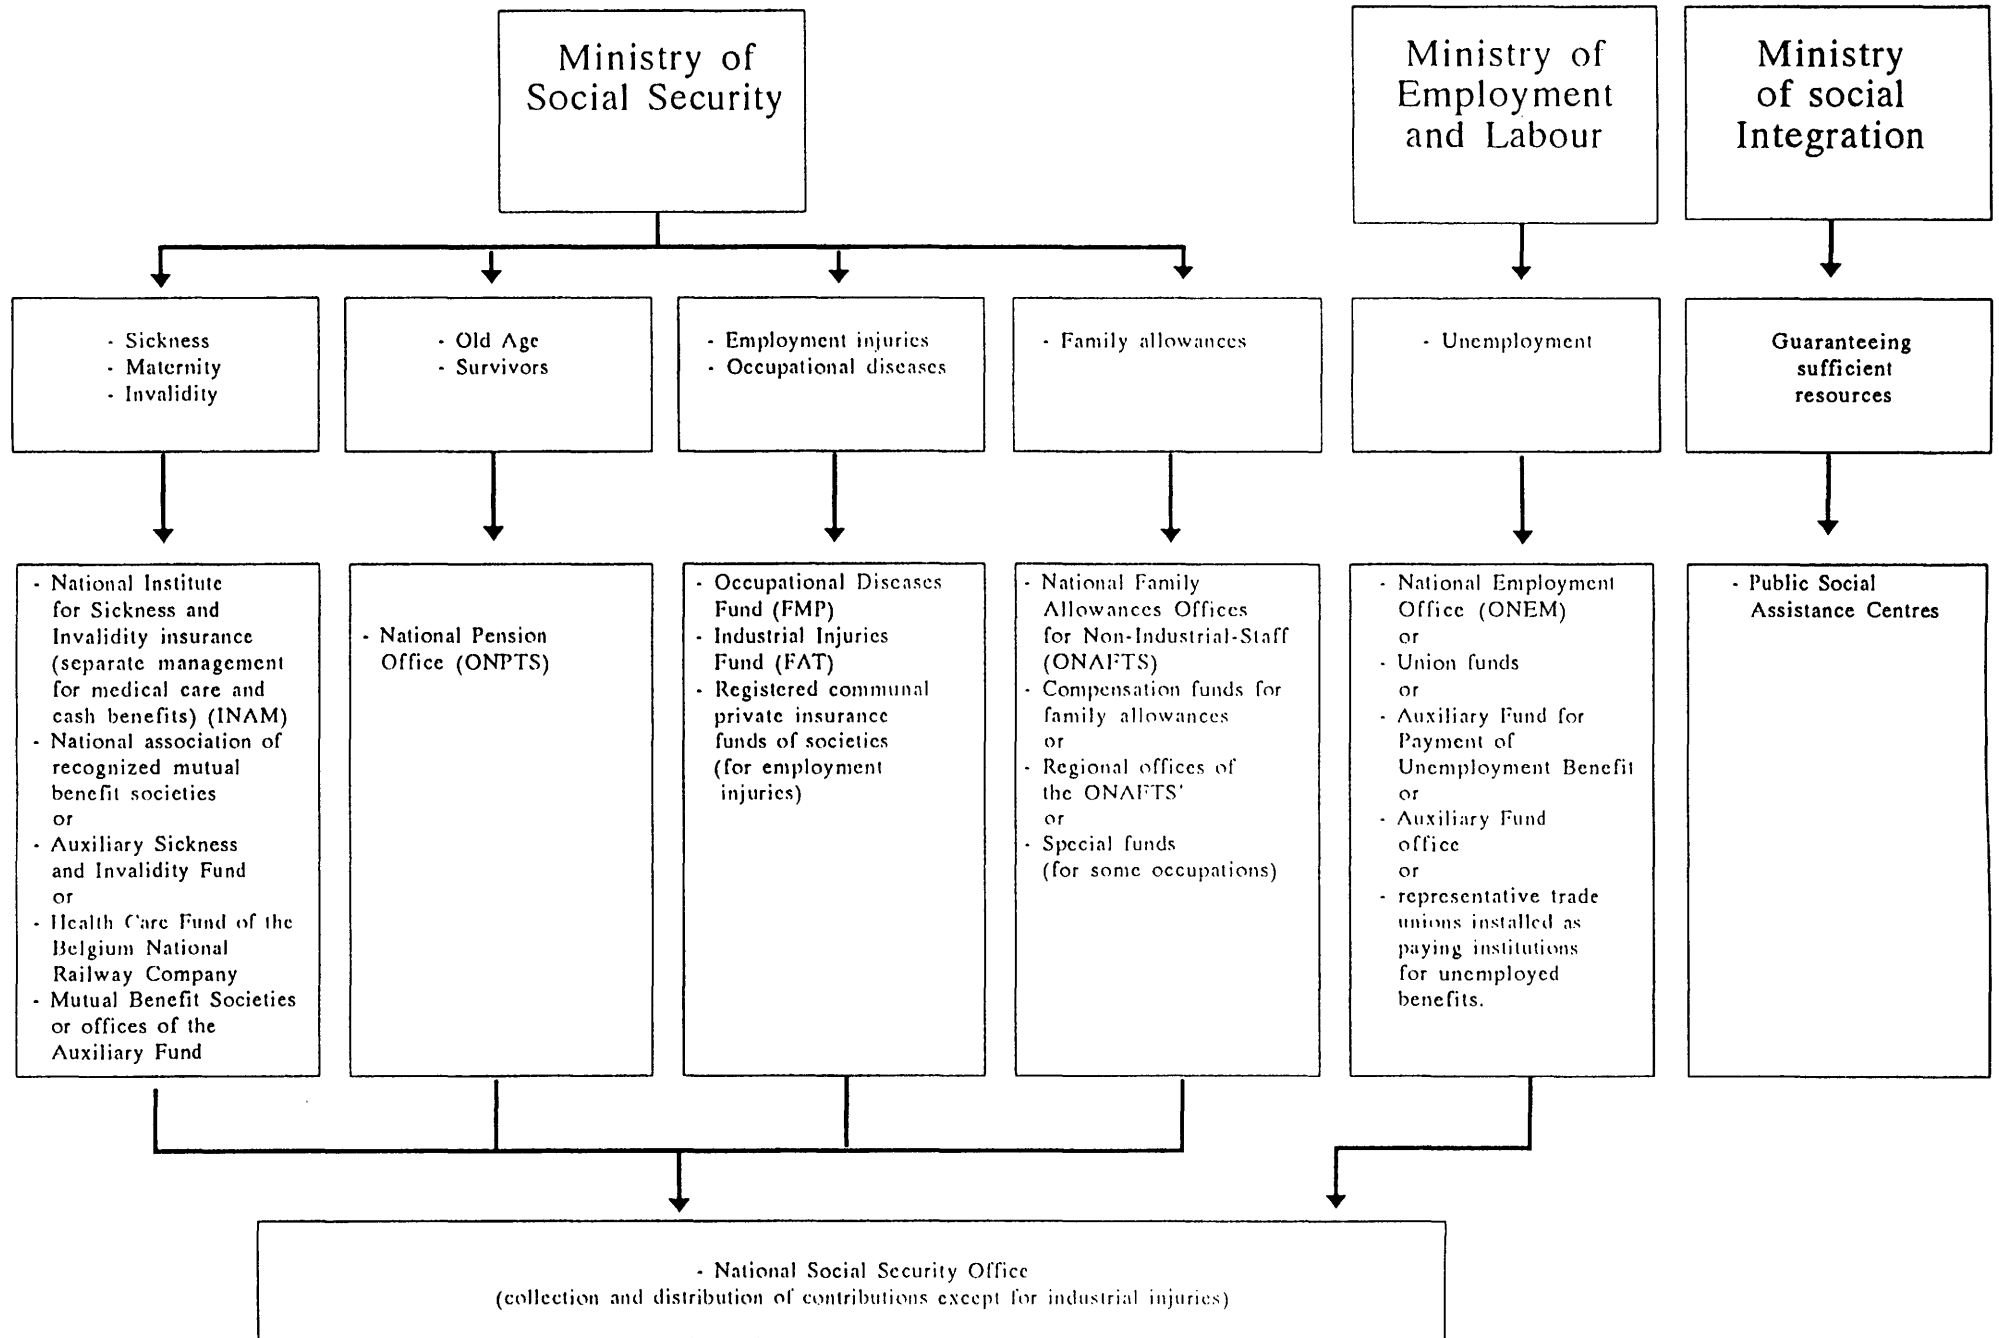 Ministry of
Social Security
Ministry of
Employment
and Labour
Ministry
of social
Integration
- Sickness
- Maternity
- Invalidity
- Old Age
- Survivors
- Employment injuries
- Occupational diseases
- Family allowances
- Unemployment
Guaranteeing
sufficient
resources
- National Institute
for Sickness and
Invalidity insurance
(separate management
for medical care and
cash benefits) (INAM)
- National association of
recognized mutual
benefit societies
or
- Auxiliary Sickness
and Invalidity Fund
or
- Health Care Fund of the
Belgium National
Railway Company
- Mutual Benefit Societies
or offices of the
Auxiliary Fund
- National Pension
Office (ONPTS)
- Occupational Diseases
Fund (FMP)
- Industrial Injuries
Fund (FAT)
- Registered communal
private insurance
funds of societies
(for employment
injuries)
- National Family
Allowances Offices
for Non-Industrial-Staff
(ONAFTS)
- Compensation funds for
family allowances
or
- Regional offices of
the ONAFTS'
or
- Special funds
(for some occupations)
- National Employment
Office (ONEM)
or
- Union funds
or
- Auxiliary Fund for
Payment of
Unemployment Benefit
or
- Auxiliary Fund
office
or
- representative trade
unions installed as
paying institutions
for unemployed
benefits.
- Public Social
Assistance Centres
- National Social Security Office
(collection and distribution of contributions except for industrial injuries)